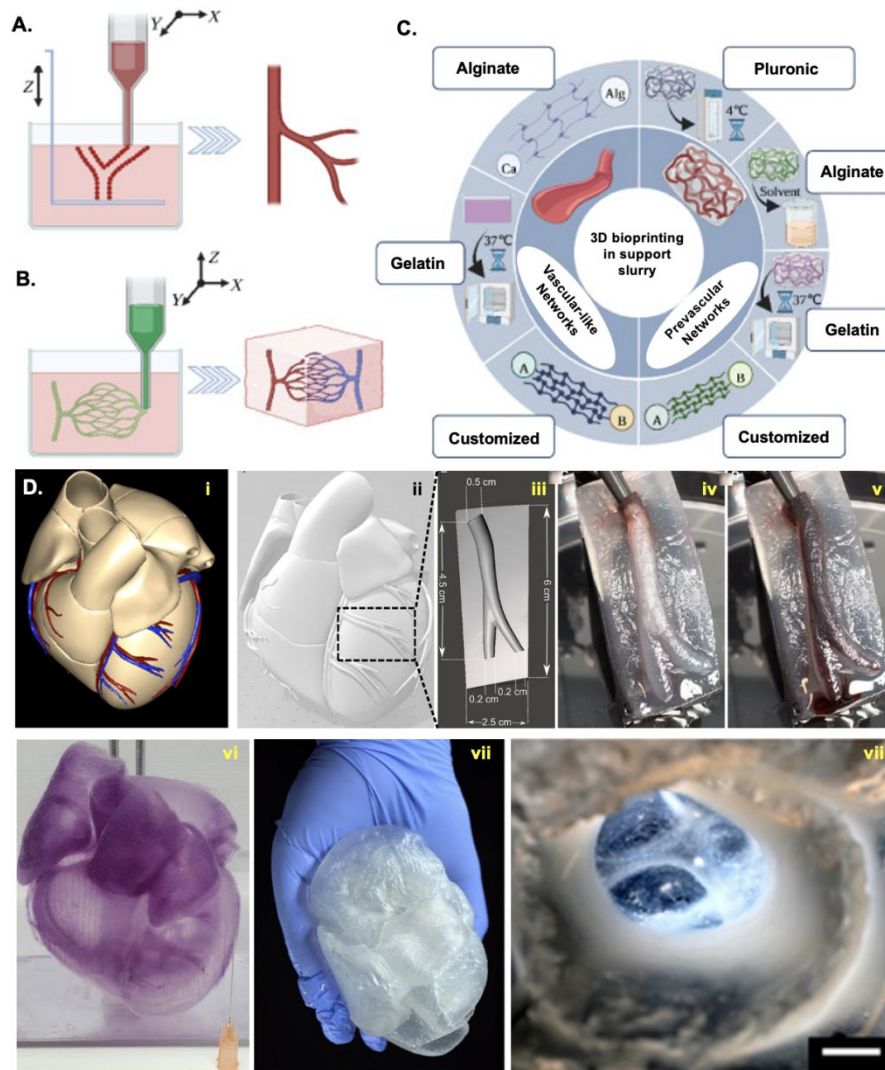 A.
Y
X
Z
B.
Z
Y
X
C.
Alginate
Pluronic
Alg
Ca
4℃
Alginate
Solvent
37℃
Gelatin
3D bioprinting
in support
slurry
Vascular-like
Networks
Prevascular
Networks
37℃
Gelatin
A
B
B
A
Customized
Customized
D.
i
ii
iii
iv
v
0.5 cm
4.5 cm
6 cm
0.2 cm
0.2 cm
2.5 cm
vi
vii
vii